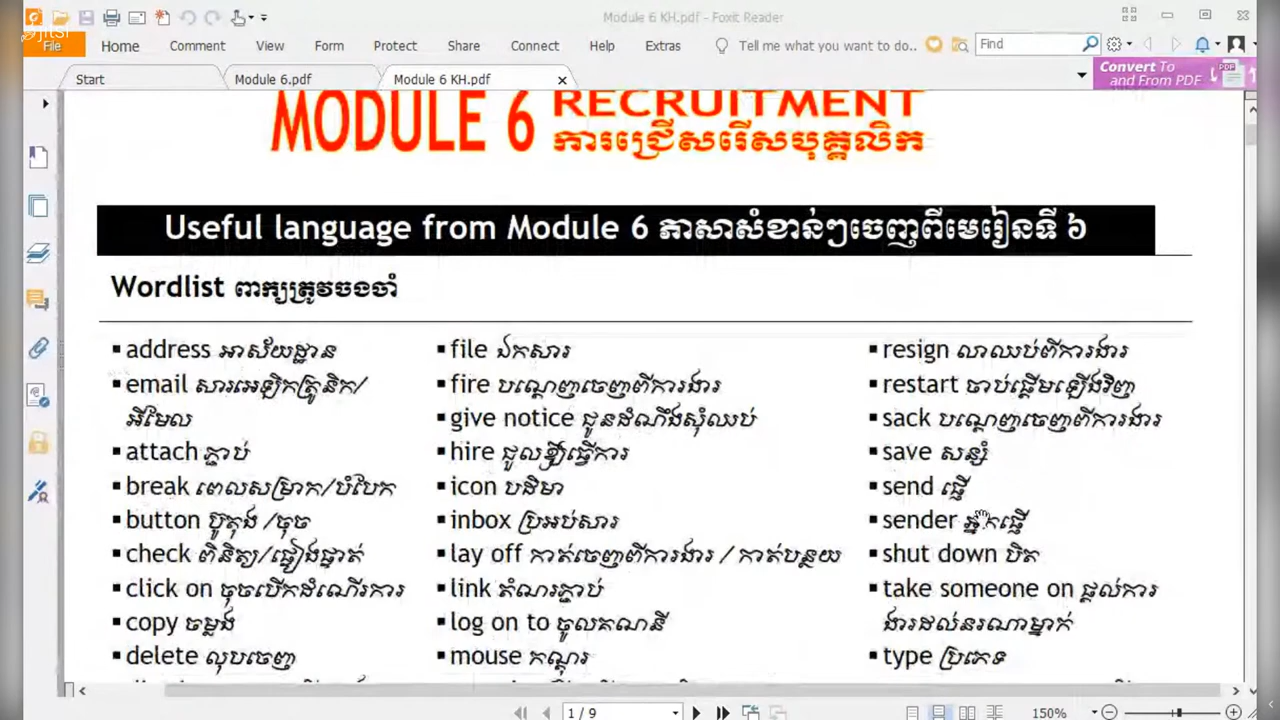 Module 6 KH.pdf - Foxit Reader
jitsi
File Home Comment View Form Protect Share Connect Help Extras Tell me what you want to do.. Find
Start Module 6.pdf Module 6 KH.pdf
Convert To
and From PDF
PDF
MODULE 6 RECRUITMENT
ការជ្រើសរើសបុគ្គលិក
Useful language from Module 6 ភាសាសំខាន់ៗចេញពីមេរៀនទី ៦
Wordlist ពាក្យត្រូវចងចាំ
▪ address អាស័យដ្ឋាន
▪ email សារអេឡិកត្រូនិក/
អីមែល
▪ attach ភ្ជាប់
▪ break ពេលសម្រាក/បំបែក
▪ button ប៊ូតុង /ចុច
▪ check ពិនិត្យ/ផ្ទៀងផ្ទាត់
▪ click on ចុចបើកដំណើរការ
▪ copy ចម្លង់
▪ delete លុបចេញ
▪ file ឯកសារ
▪ fire បណ្តេញចេញពីការងារ
▪ give notice ជូនដំណឹងសុំឈប់
▪ hire ជួលឱ្យធ្វើការ
▪ icon បដិមា
▪ inbox ប្រអប់សារ
▪ lay off កាត់ចេញពីការងារ / កាត់បន្ថយ
▪ link តំណរភ្ជាប់
▪ log on to ចូលគណនី
▪ mouse កណ្តុរ
▪ resign លាឈប់ពីការងារ
▪ restart ចាប់ផ្តើមឡើងវិញ
▪ sack បណ្តេញចេញពីការងារ
▪ save សន្សំ
▪ send ផ្ញើ
▪ sender អ្នកផ្ញើ
▪ shut down បិត
▪ take someone on ផ្តល់ការ
ងារដល់នរណាម្នាក់
▪ type ប្រភេទ
1 / 9 150%